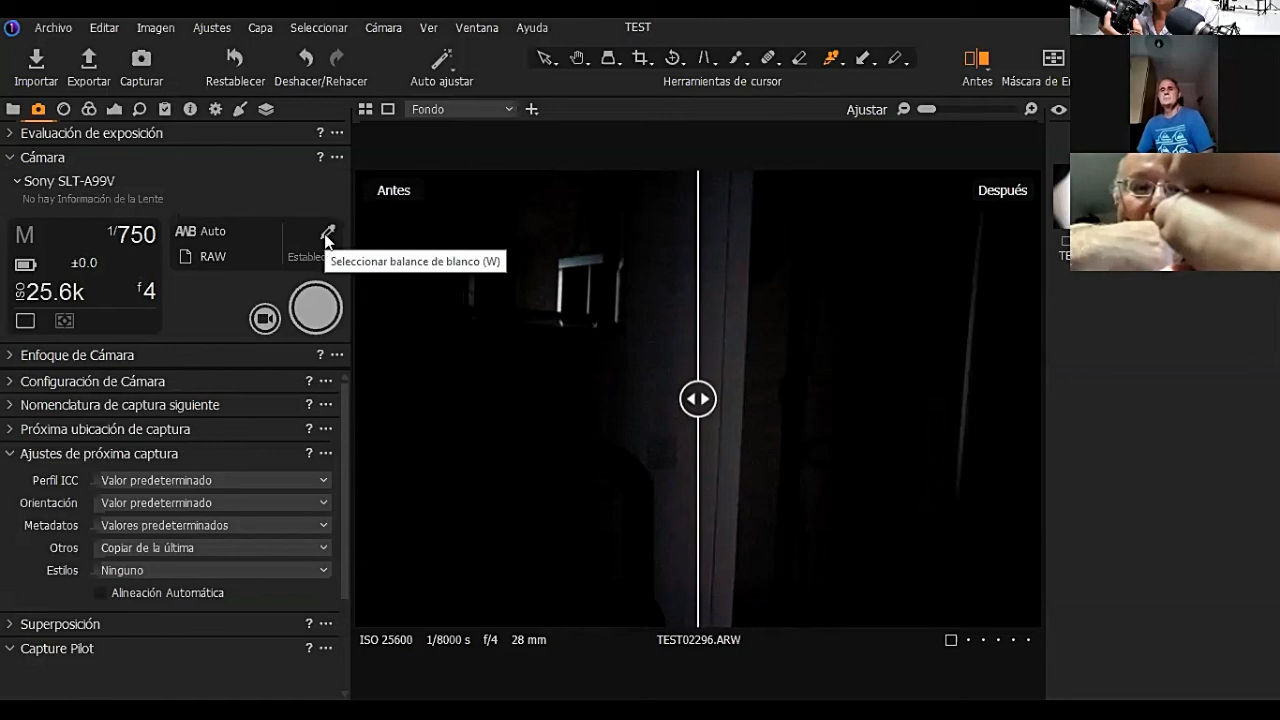 Archivo Editar Imagen Ajustes Capa Seleccionar Cámara Ver Ventana Ayuda TEST
Importar Exportar Capturar Restablecer Deshacer/Rehacer Auto ajustar Herramientas de cursor Antes Máscara de
Fondo Ajustar
Evaluación de exposición ? ...
Cámara ? ...
Sony SLT-A99V
No hay Información de la Lente
Antes Después
M 1/750 AWB Auto
±0.0 RAW
Seleccionar balance de blanco (W)
ISO 25.6k f4
Enfoque de Cámara ? ...
Configuración de Cámara ? ...
Nomenclatura de captura siguiente ? ...
Próxima ubicación de captura ? ...
Ajustes de próxima captura ? ...
Perfil ICC Valor predeterminado
Orientación Valor predeterminado
Metadatos Valores predeterminados
Otros Copiar de la última
Estilos Ninguno
Alineación Automática
Superposición ? ...
ISO 25600 1/8000 s f/4 28 mm TEST02296.ARW
Capture Pilot ? ...